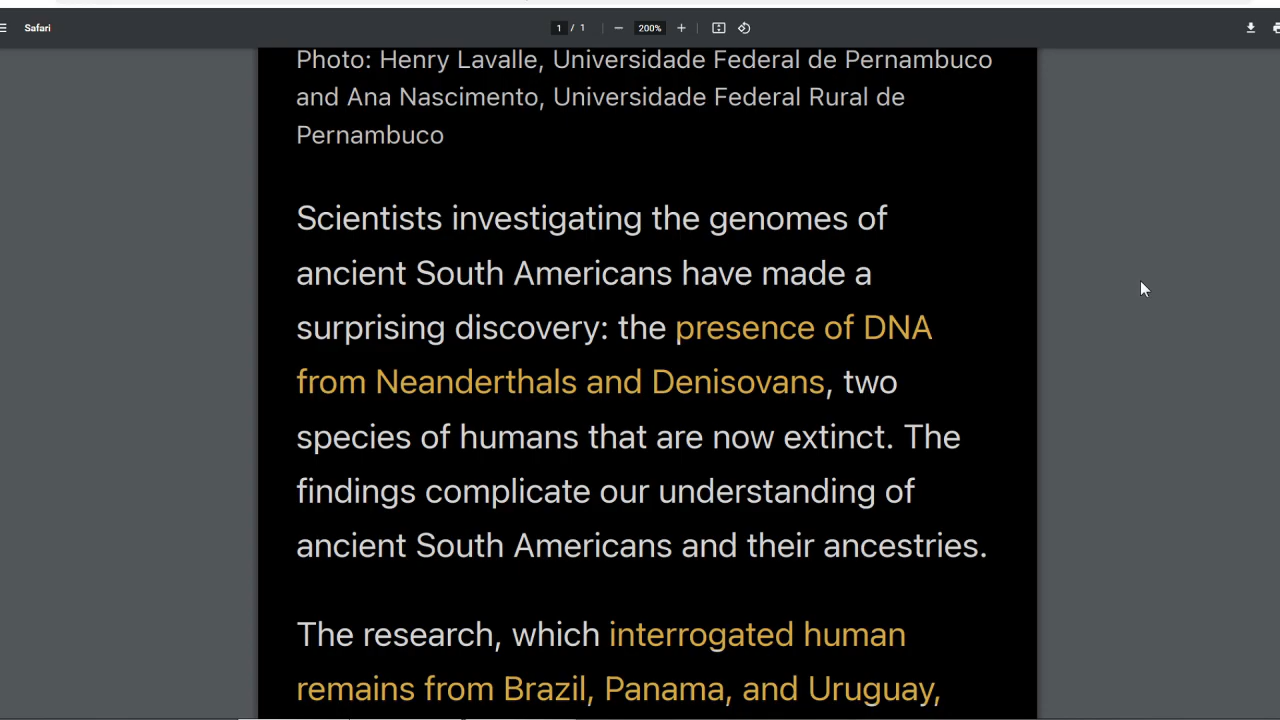 Safari
1 / 1
200%
Photo: Henry Lavalle, Universidade Federal de Pernambuco
and Ana Nascimento, Universidade Federal Rural de
Pernambuco
Scientists investigating the genomes of
ancient South Americans have made a
surprising discovery: the presence of DNA
from Neanderthals and Denisovans, two
species of humans that are now extinct. The
findings complicate our understanding of
ancient South Americans and their ancestries.
The research, which interrogated human
remains from Brazil, Panama, and Uruguay,